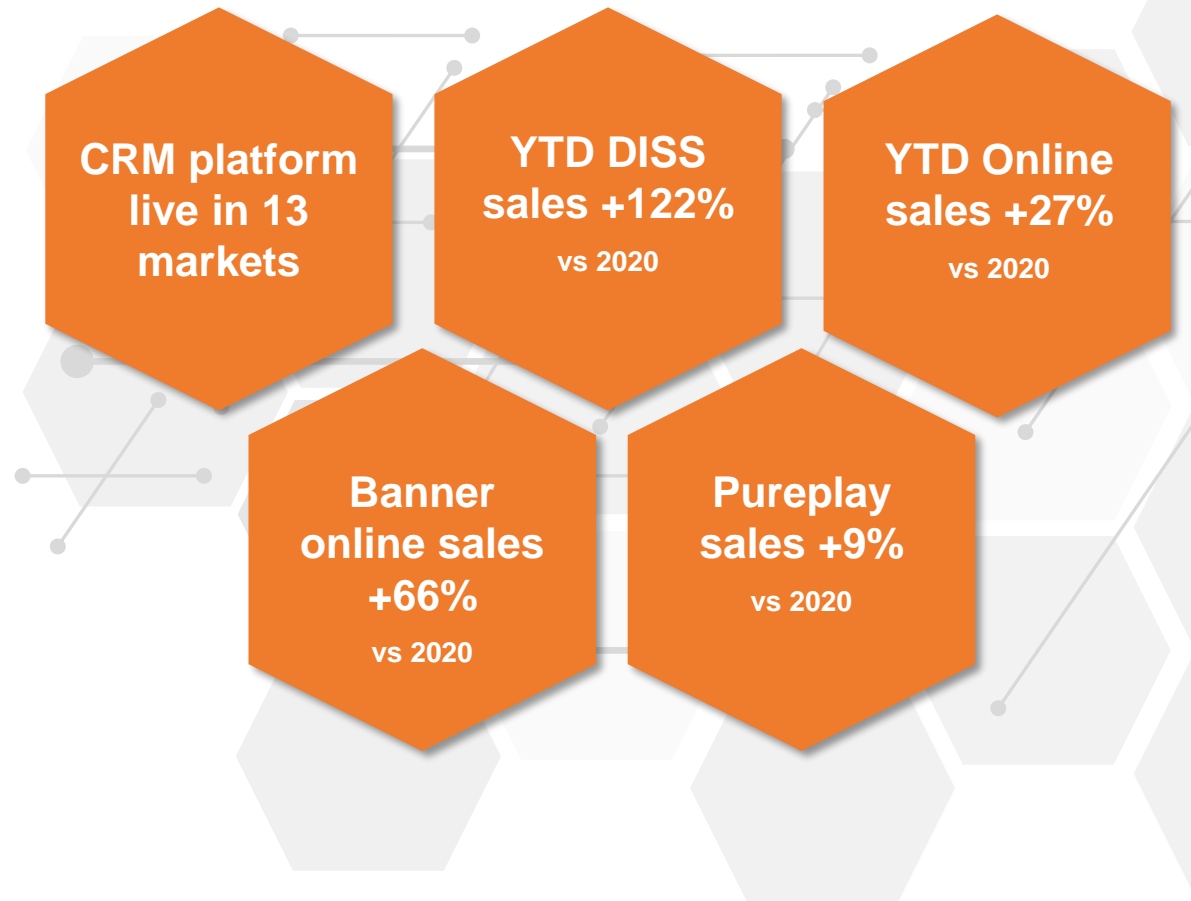 CRM platform
live in 13
markets
YTD DISS
sales +122%
vs 2020
YTD Online
sales +27%
vs 2020
Banner
online sales
+66%
vs 2020
Pureplay
sales +9%
vs 2020